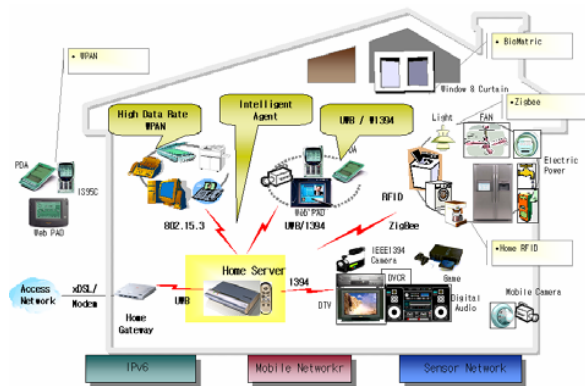 • WPAN
• BioMatric
Window & Curtain
High Data Rate
WPAN
Intelligent
Agent
UWB / W1394
Light
FAN
• Zigbee
PDA
IS95C
Web PAD
Electric
Power
Web PAD
RFID
802.15.3
UWB/1394
ZigBee
• Home RFID
Access
Network
xDSL/
Modem
Home
Gateway
UWB
Home Server
1394
IEEE1394
Camera
DVCR
Game
DTV
Digital
Audio
Mobile Camera
IPv6
Mobile Networkr
Sensor Network